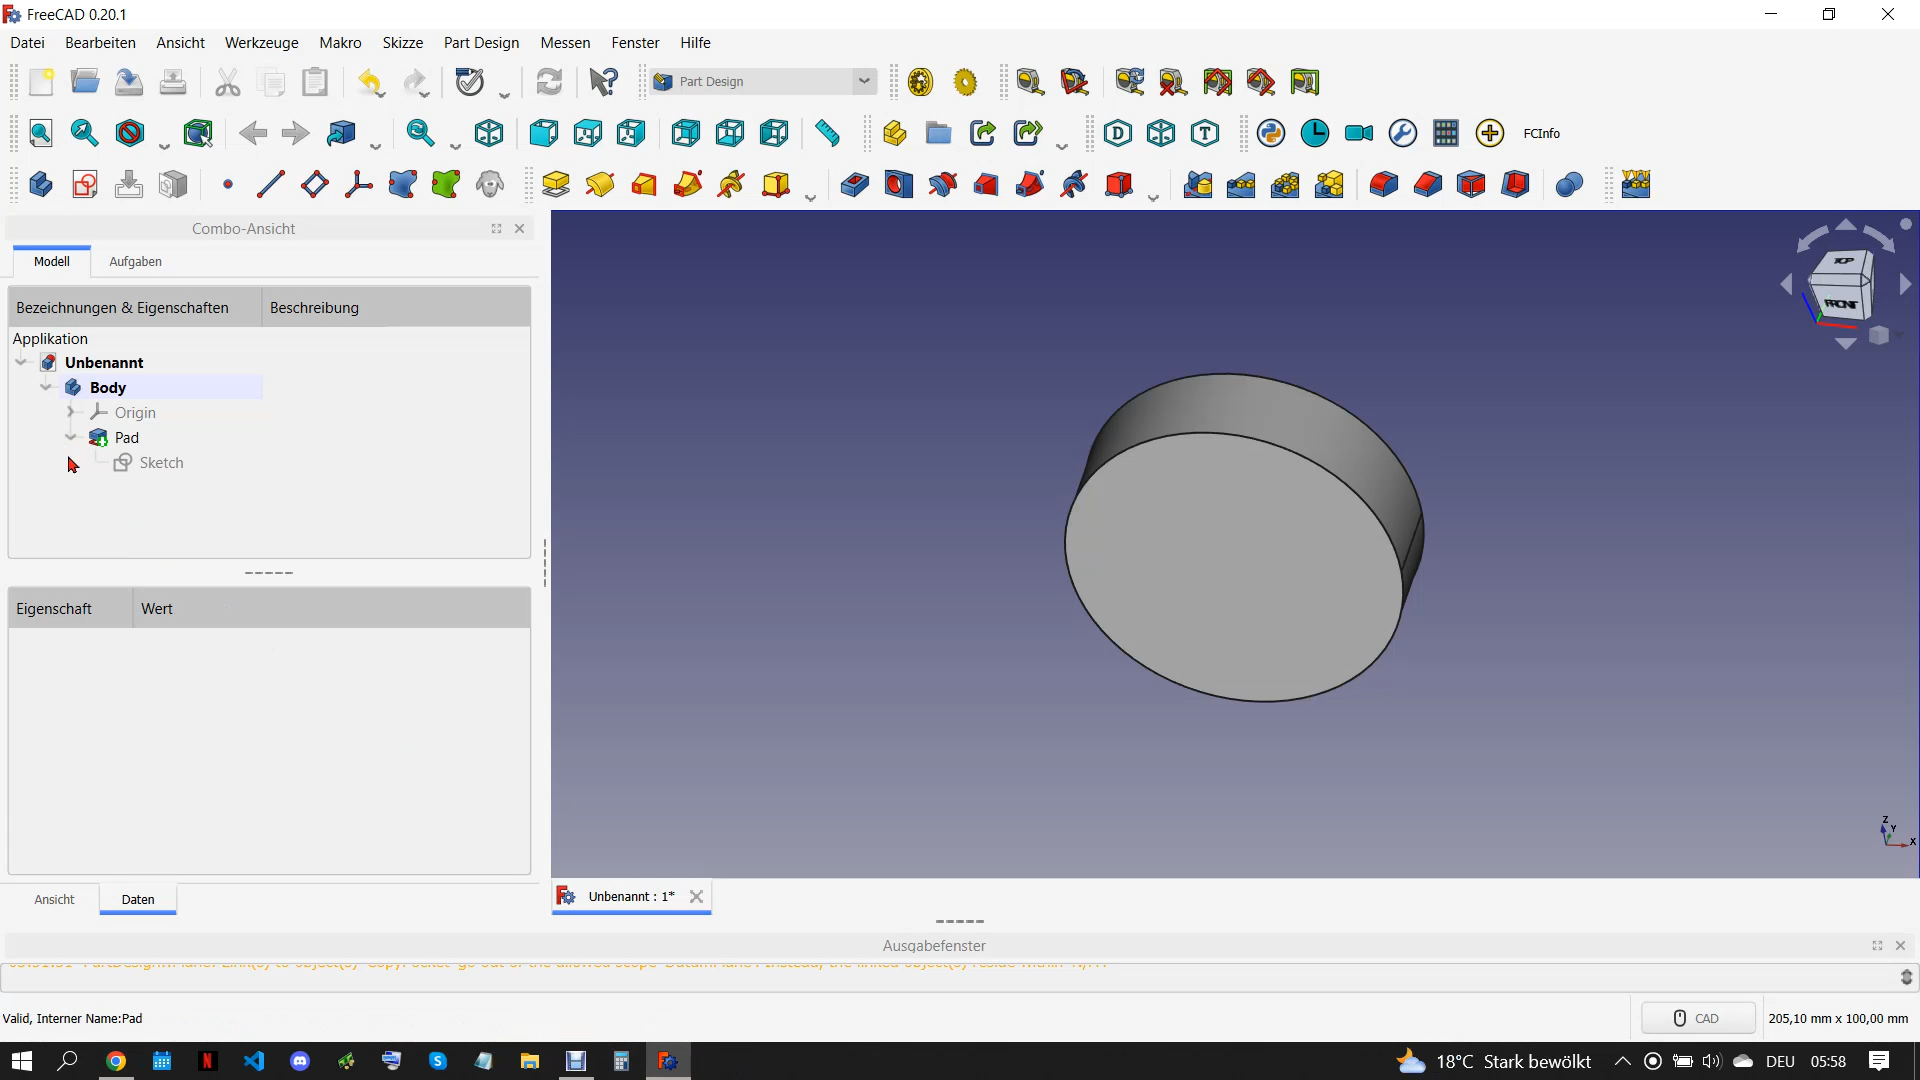 FreeCAD 0.20.1
Datei Bearbeiten Ansicht Werkzeuge Makro Skizze Part Design Messen Fenster Hilfe
Part Design
FCInfo
Combo-Ansicht
Modell Aufgaben
Bezeichnungen & Eigenschaften Beschreibung
Applikation
Unbenannt
Body
Origin
Pad
Sketch
Eigenschaft Wert
Ansicht Daten
TOP
FRONT
Z
Y
X
Unbenannt : 1*
Ausgabefenster
Valid, Interner Name:Pad
CAD 205,10 mm x 100,00 mm
18°C Stark bewölkt DEU 05:58